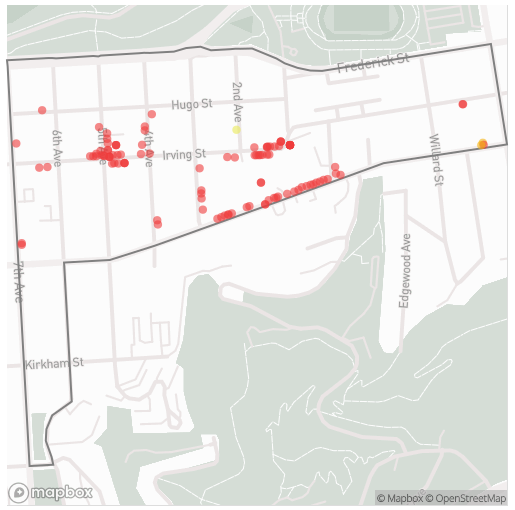 Frederick St
Hugo St
2nd Ave
6th Ave
5th Ave
4th Ave
Irving St
Willard St
7th Ave
Edgewood Ave
Kirkham St
mapbox
© Mapbox © OpenStreetMap